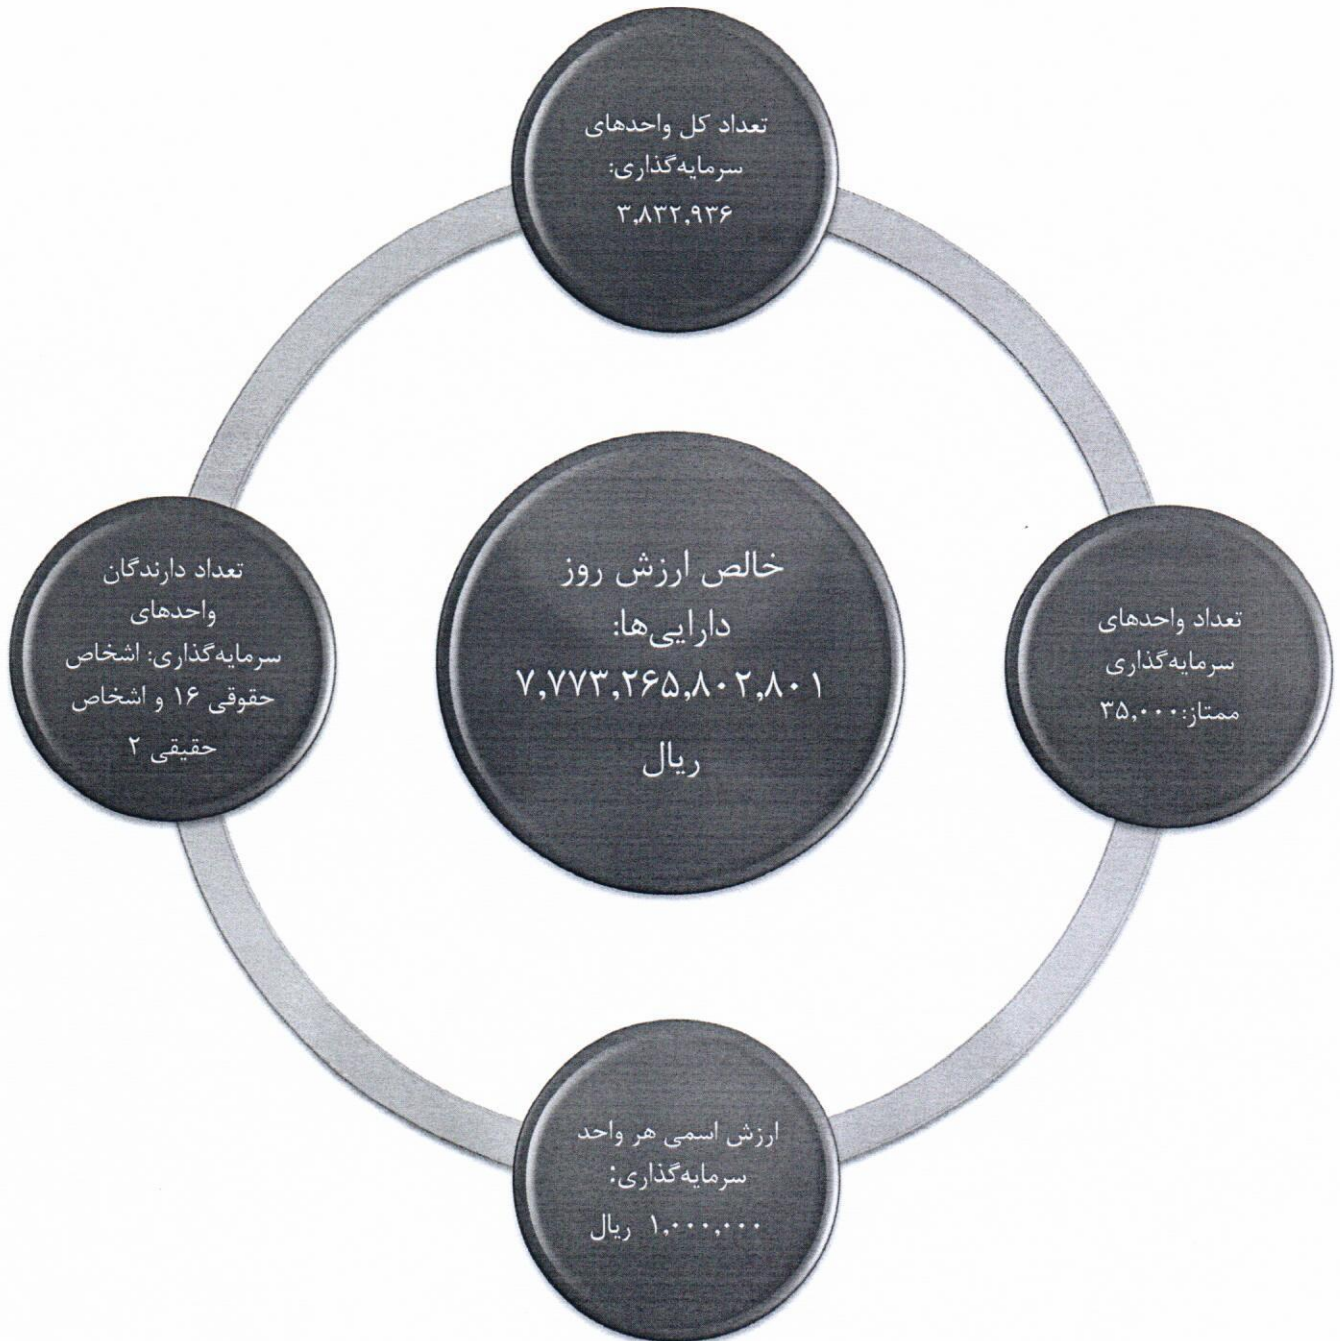 تعداد کل واحدهای
سرمایه‌گذاری:
۳,۸۳۲,۹۳۶
خالص ارزش روز
دارایی‌ها:
۷,۷۷۳,۲۶۵,۸۰۲,۸۰۱
ریال
تعداد واحدهای
سرمایه‌گذاری
ممتاز:۳۵,۰۰۰
تعداد دارندگان
واحدهای
سرمایه‌گذاری: اشخاص
حقوقی ۱۶ و اشخاص
حقیقی ۲
ارزش اسمی هر واحد
سرمایه‌گذاری:
۱,۰۰۰,۰۰۰ ریال